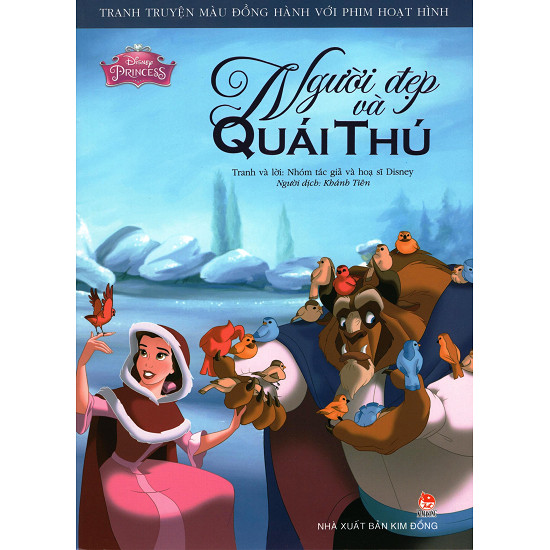 TRANH TRUYỆN MÀU ĐỒNG HÀNH VỚI PHIM HOẠT HÌNH
Disney
PRINCESS
Người đẹp
và
QUÁI THÚ
Tranh và lời: Nhóm tác giả và hoạ sĩ Disney
Người dịch: Khánh Tiên
NHÀ XUẤT BẢN KIM ĐỒNG